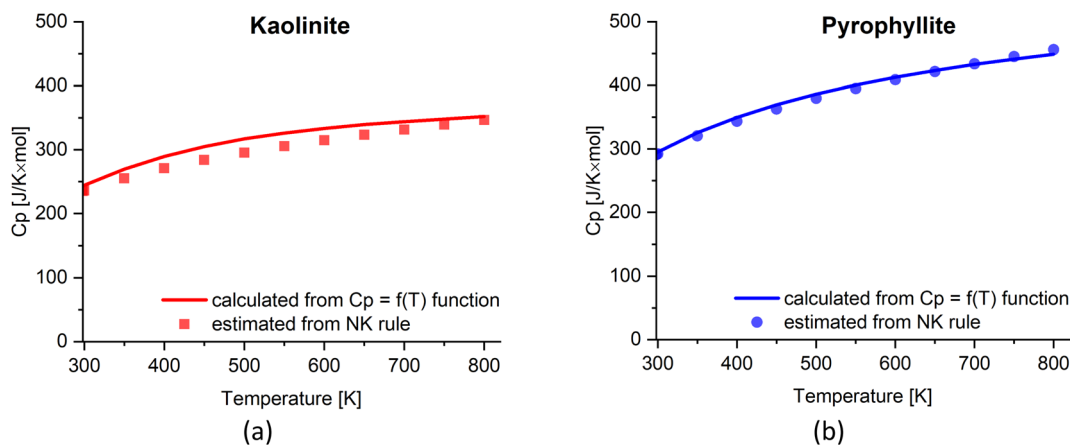 Kaolinite
500
400
300
200
100
0
Cp [J/K×mol]
calculated from Cp = f(T) function
estimated from NK rule
300 400 500 600 700 800
Temperature [K]
(a)
Pyrophyllite
500
400
300
200
100
0
Cp [J/K×mol]
calculated from Cp = f(T) function
estimated from NK rule
300 400 500 600 700 800
Temperature [K]
(b)